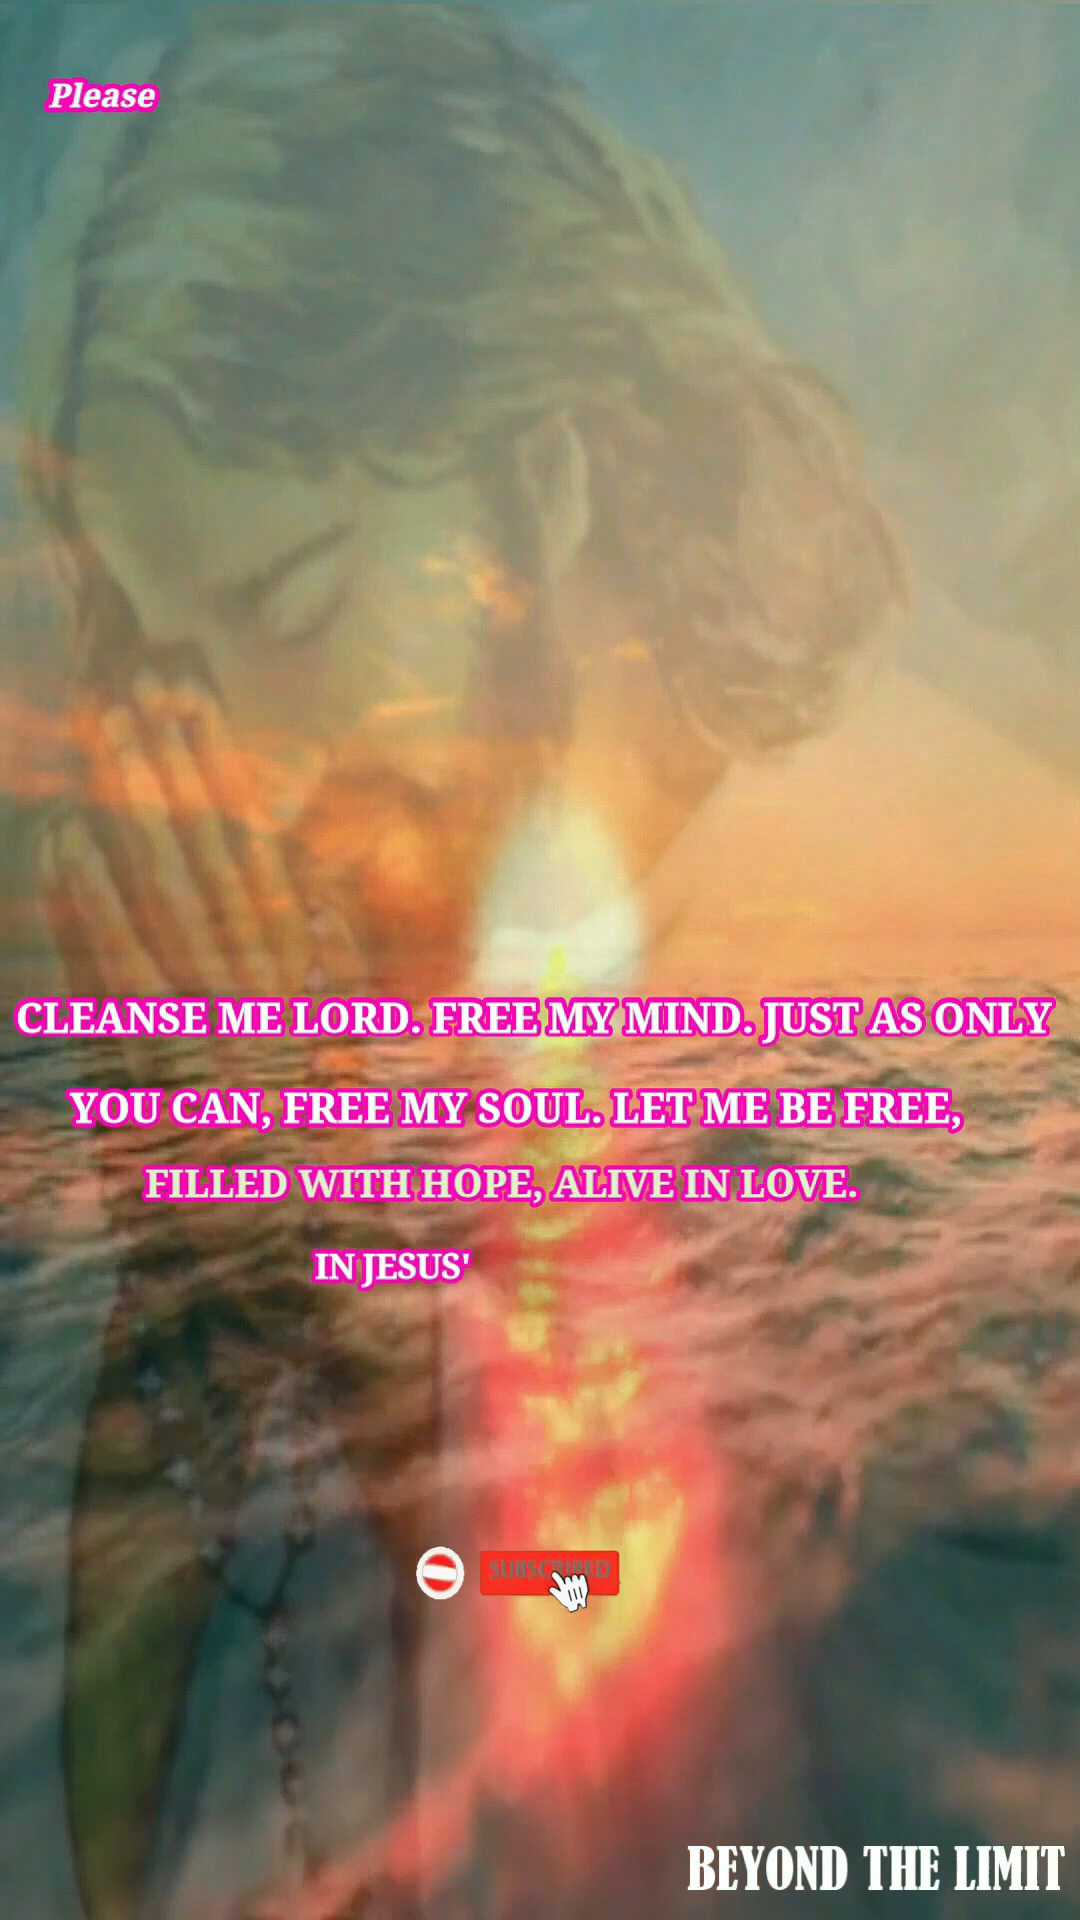 Please
CLEANSE ME LORD. FREE MY MIND. JUST AS ONLY
YOU CAN, FREE MY SOUL. LET ME BE FREE,
FILLED WITH HOPE, ALIVE IN LOVE.
IN JESUS'
SUBSCRIBED
BEYOND THE LIMIT